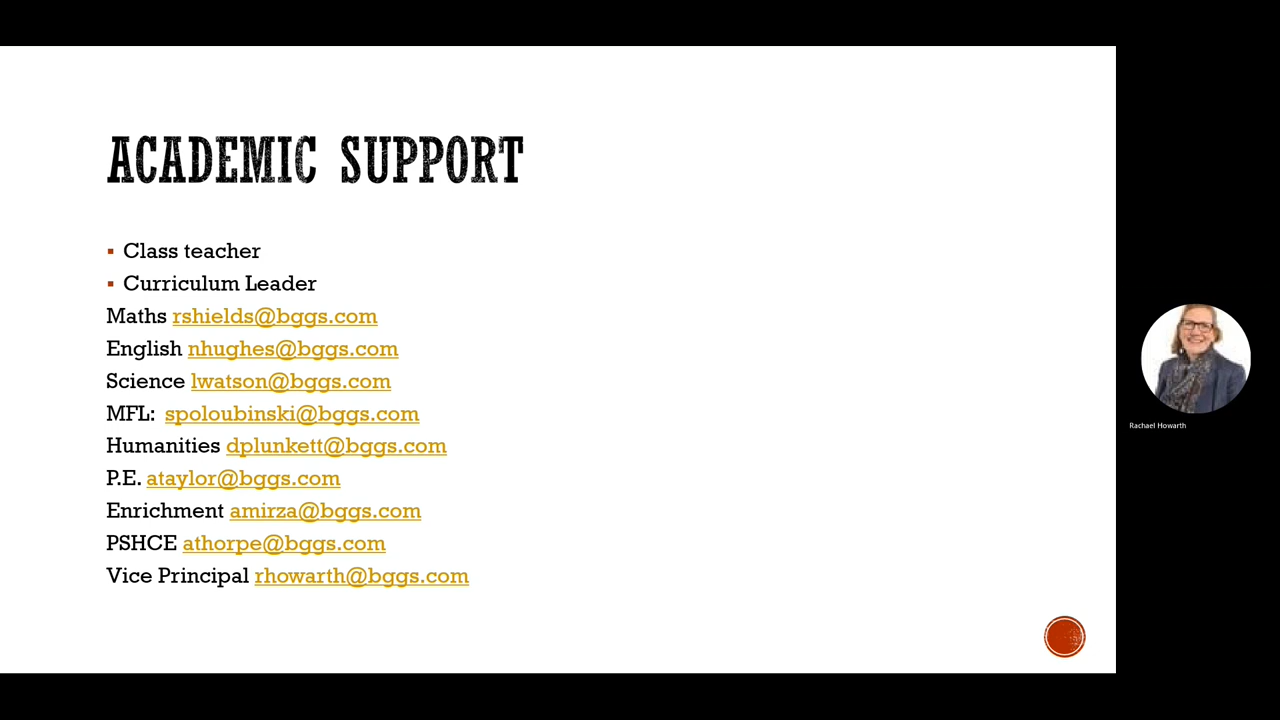 ACADEMIC SUPPORT
Class teacher
Curriculum Leader
Maths rshields@bggs.com
English nhughes@bggs.com
Science lwatson@bggs.com
MFL: spoloubinski@bggs.com
Humanities dplunkett@bggs.com
P.E. ataylor@bggs.com
Enrichment amirza@bggs.com
PSHCE athorpe@bggs.com
Vice Principal rhowarth@bggs.com
Rachael Howarth